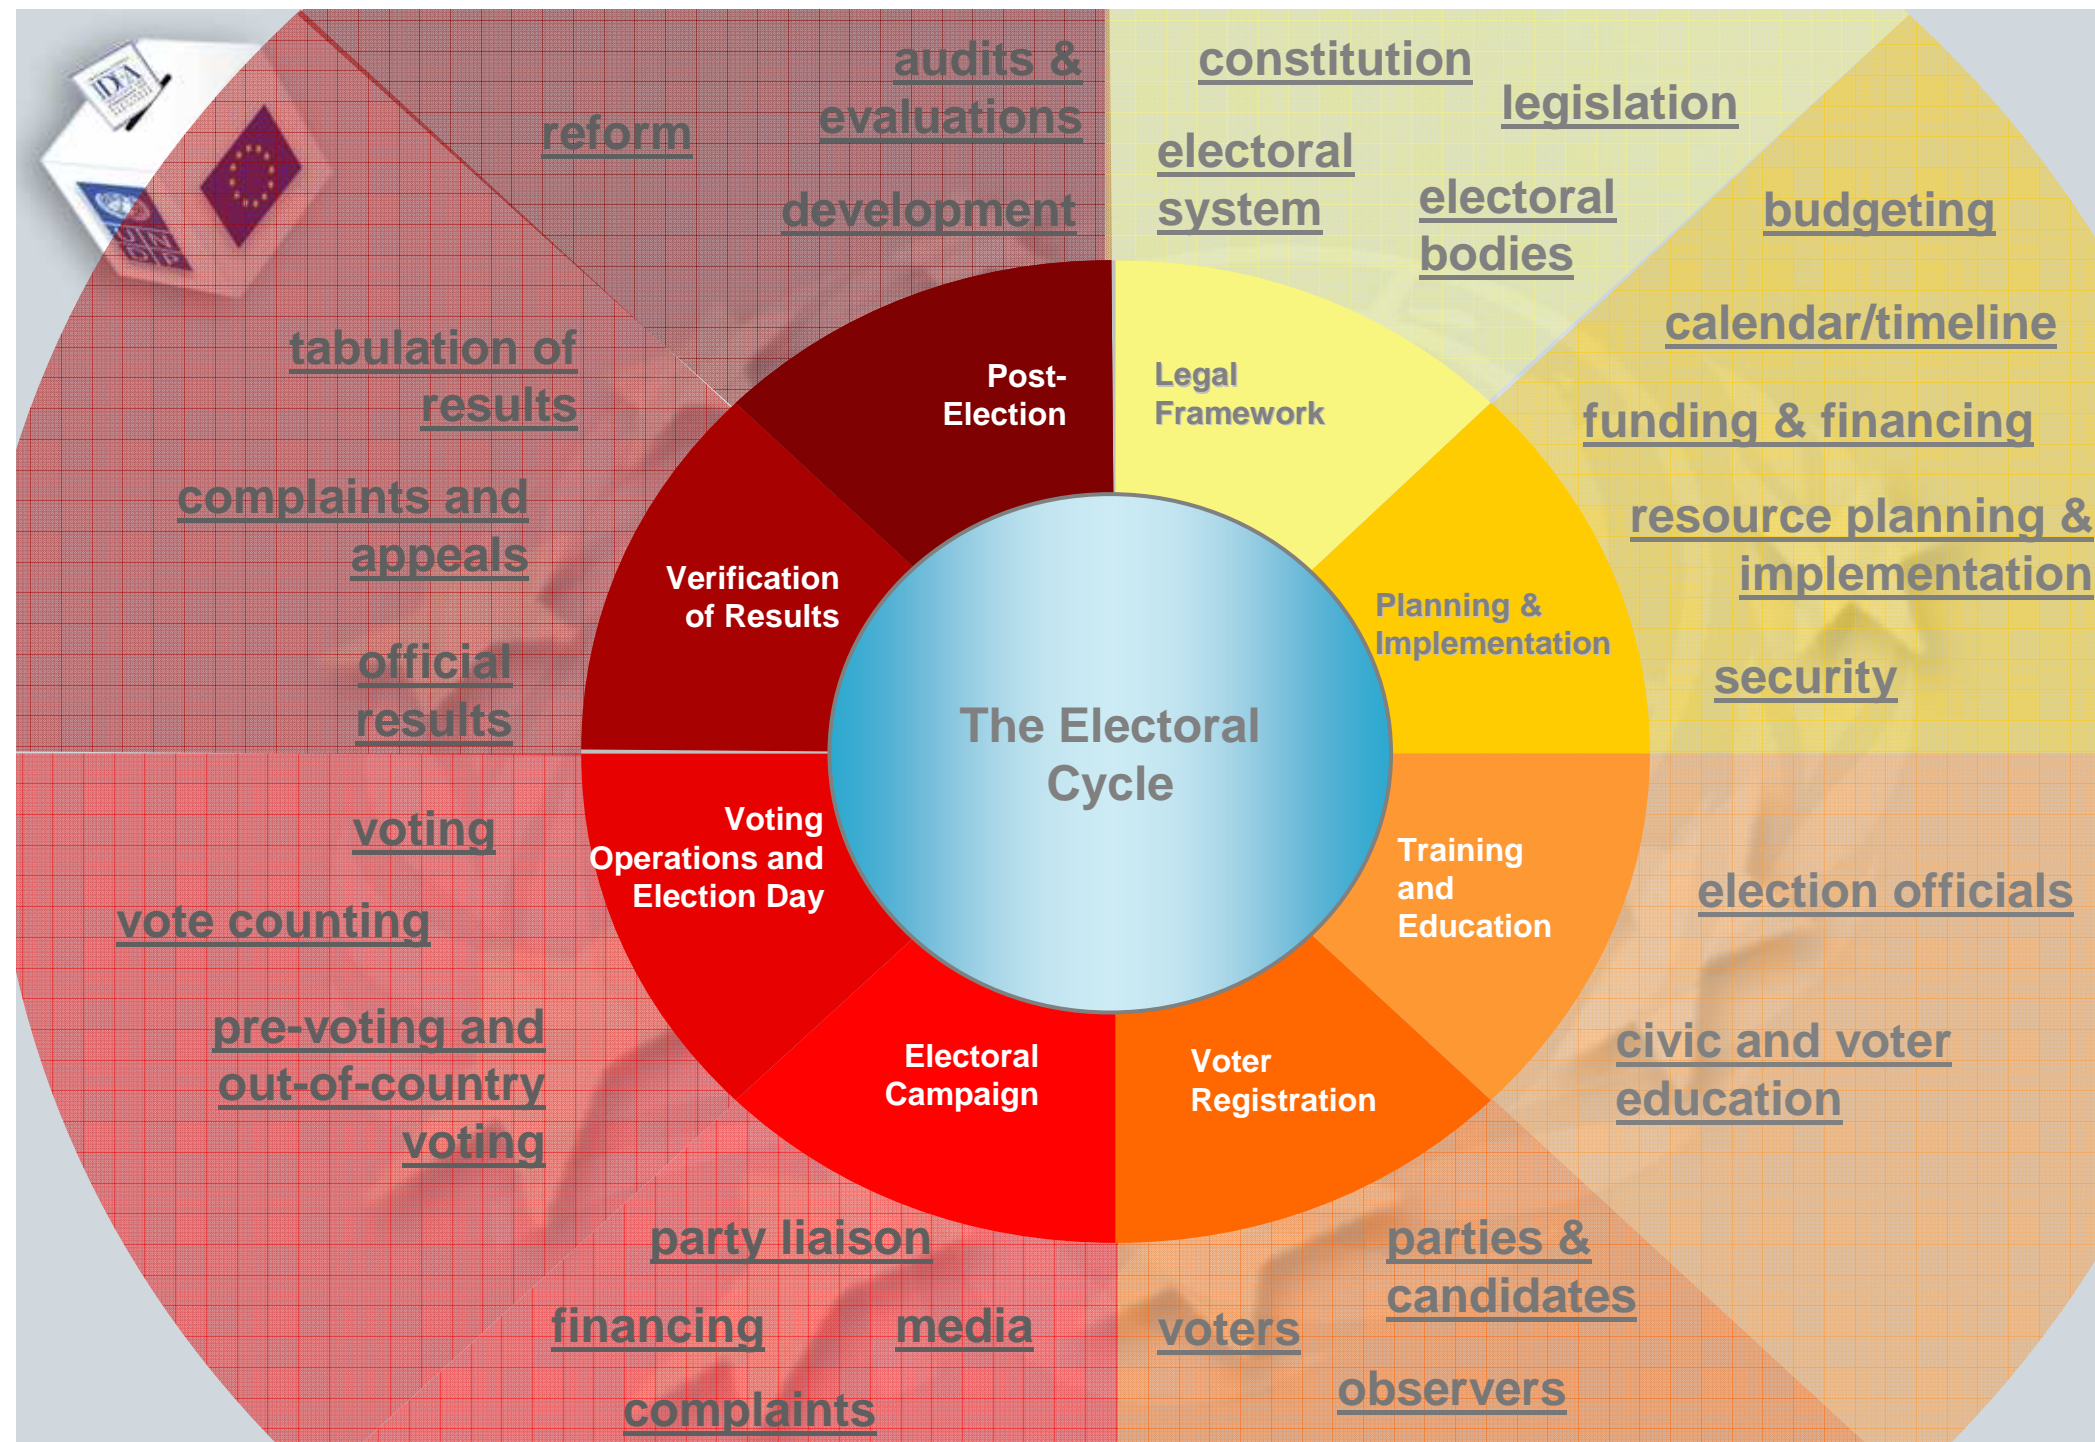 The Electoral
Cycle
Legal
Framework
constitution
legislation
electoral
system
electoral
bodies
Planning &
Implementation
budgeting
calendar/timeline
funding & financing
resource planning &
implementation
security
Training
and
Education
election officials
civic and voter
education
Voter
Registration
parties &
candidates
voters
observers
Electoral
Campaign
party liaison
financing
media
complaints
Voting
Operations and
Election Day
voting
vote counting
pre-voting and
out-of-country
voting
Verification
of Results
tabulation of
results
complaints and
appeals
official
results
Post-
Election
audits &
evaluations
reform
development
IDEA